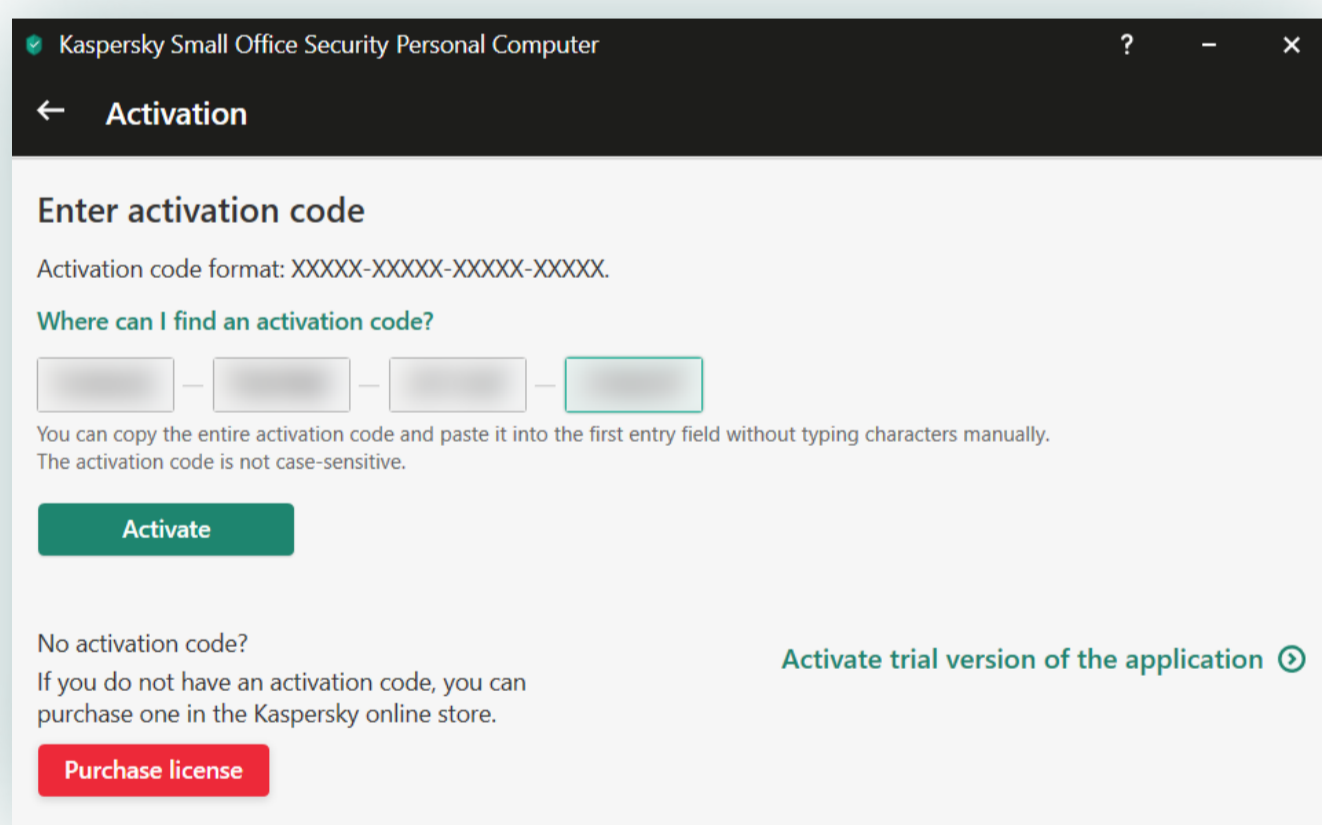 Kaspersky Small Office Security Personal Computer ?
Activation
Enter activation code
Activation code format: XXXXX-XXXXX-XXXXX-XXXXX.
Where can I find an activation code?
You can copy the entire activation code and paste it into the first entry field without typing characters manually.
The activation code is not case-sensitive.
Activate
No activation code?
If you do not have an activation code, you can
purchase one in the Kaspersky online store.
Activate trial version of the application
Purchase license